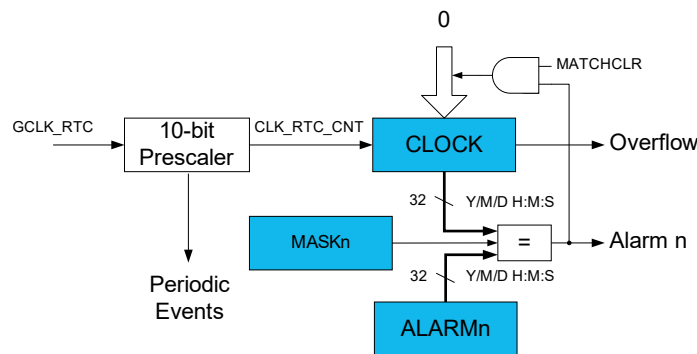 0
MATCHCLR
GCLK_RTC
10-bit
Prescaler
CLK_RTC_CNT
CLOCK
Overflow
32
Y/M/D H:M:S
MASKn
=
Alarm n
32
Y/M/D H:M:S
Periodic
Events
ALARMn